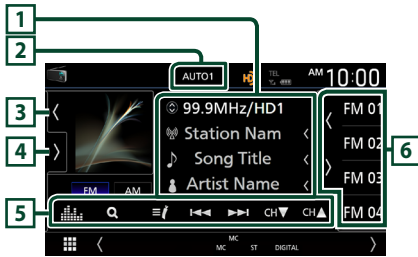 1
2
AUTO1
HD
TEL
AM 10:00
3
99.9MHz/HD1
FM 01
Station Nam
FM 02
4
Song Title
6
FM 03
Artist Name
FM AM
5
CH▼ CH▲
FM 04
MC
MC ST DIGITAL